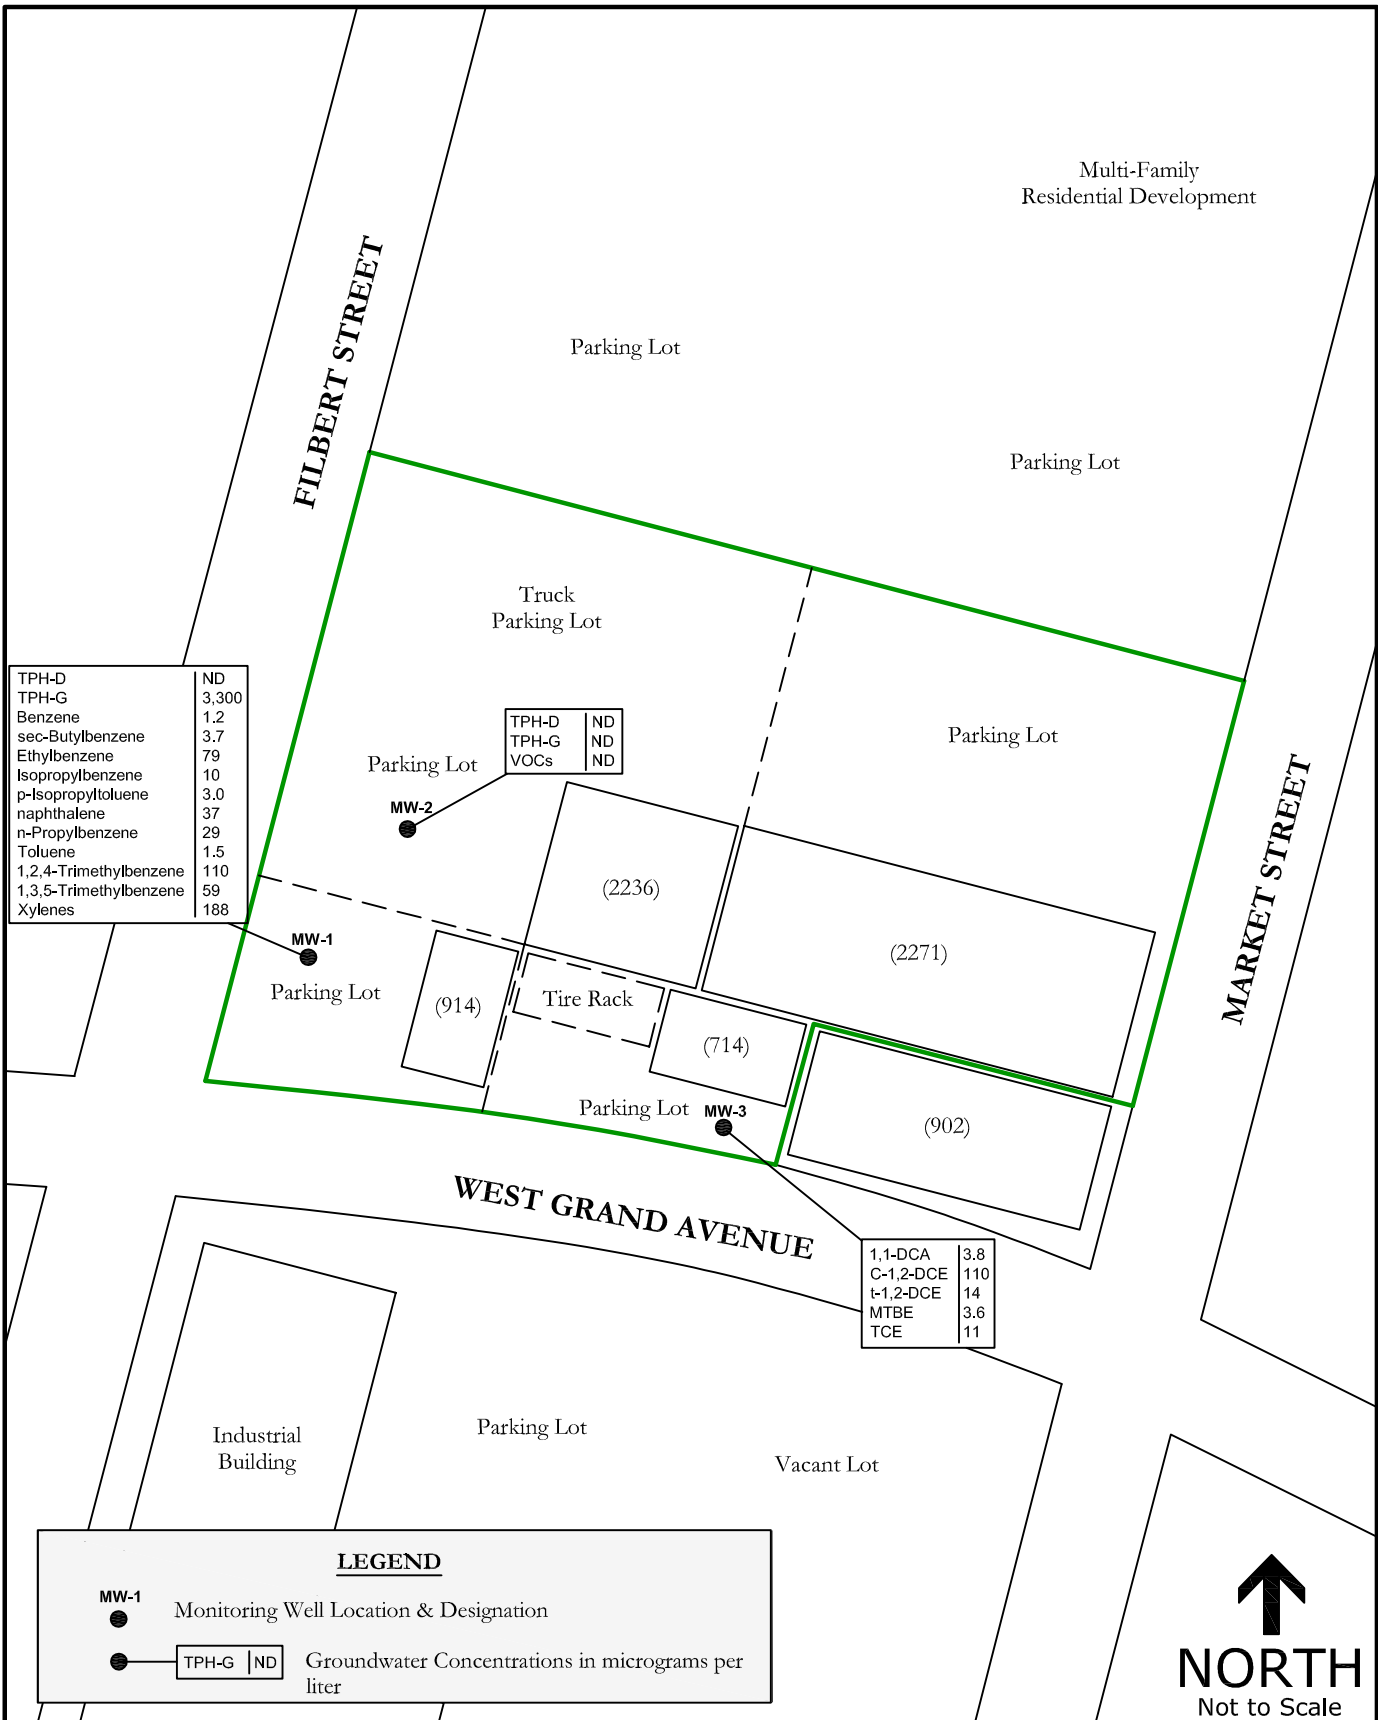 Multi-Family
Residential Development
FILBERT STREET
Parking Lot
Parking Lot
Truck
Parking Lot
TPH-D ND
TPH-G 3,300
Benzene 1.2
sec-Butylbenzene 3.7
Ethylbenzene 79
Isopropylbenzene 10
p-Isopropyltoluene 3.0
naphthalene 37
n-Propylbenzene 29
Toluene 1.5
1,2,4-Trimethylbenzene 110
1,3,5-Trimethylbenzene 59
Xylenes 188
TPH-D ND
TPH-G ND
VOCs ND
Parking Lot
Parking Lot
MW-2
MARKET STREET
(2236)
(2271)
MW-1
Parking Lot
(914)
Tire Rack
(714)
Parking Lot
MW-3
(902)
WEST GRAND AVENUE
1,1-DCA 3.8
C-1,2-DCE 110
t-1,2-DCE 14
MTBE 3.6
TCE 11
Industrial
Building
Parking Lot
Vacant Lot
LEGEND
MW-1
Monitoring Well Location & Designation
TPH-G ND
Groundwater Concentrations in micrograms per
liter
NORTH
Not to Scale